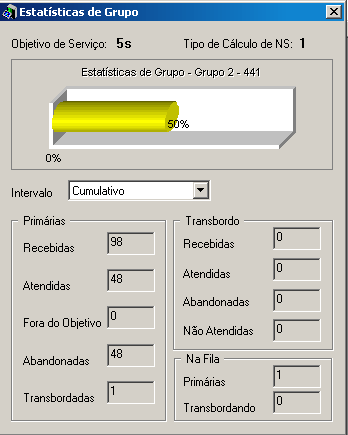 Estatísticas de Grupo
Objetivo de Serviço: 5s Tipo de Cálculo de NS: 1
Estatísticas de Grupo - Grupo 2 - 441
50%
0%
Intervalo Cumulativo
Primárias
Recebidas 98
Atendidas 48
Fora do Objetivo 0
Abandonadas 48
Transbordadas 1
Transbordo
Recebidas 0
Atendidas 0
Abandonadas 0
Não Atendidas 0
Na Fila
Primárias 1
Transbordando 0